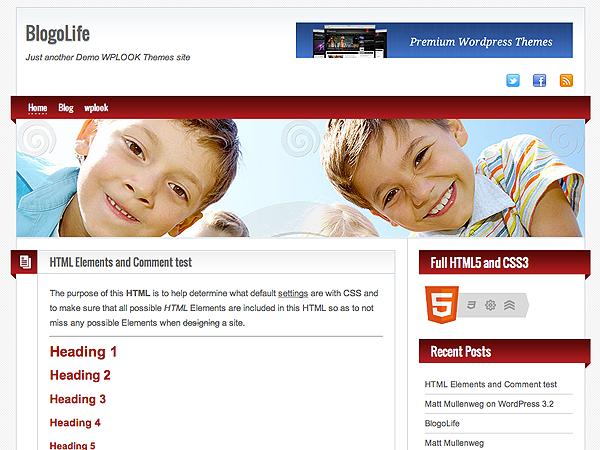 BlogoLife
Just another Demo WPLOOK Themes site
Premium Wordpress Themes
Home Blog wplook
HTML Elements and Comment test
The purpose of this HTML is to help determine what default settings are with CSS and
to make sure that all possible HTML Elements are included in this HTML so as to not
miss any possible Elements when designing a site.
Heading 1
Heading 2
Heading 3
Heading 4
Heading 5
Full HTML5 and CSS3
5
Recent Posts
HTML Elements and Comment test
Matt Mullenweg on WordPress 3.2
BlogoLife
Matt Mullenweg